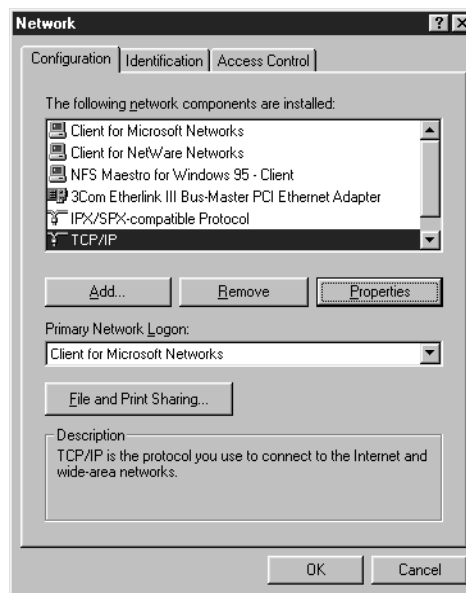 Network
Configuration Identification Access Control
The following network components are installed:
Client for Microsoft Networks
Client for NetWare Networks
NFS Maestro for Windows 95 - Client
3Com Etherlink III Bus-Master PCI Ethernet Adapter
IPX/SPX-compatible Protocol
TCP/IP
Add... Remove Properties
Primary Network Logon:
Client for Microsoft Networks
File and Print Sharing...
Description
TCP/IP is the protocol you use to connect to the Internet and
wide-area networks.
OK Cancel